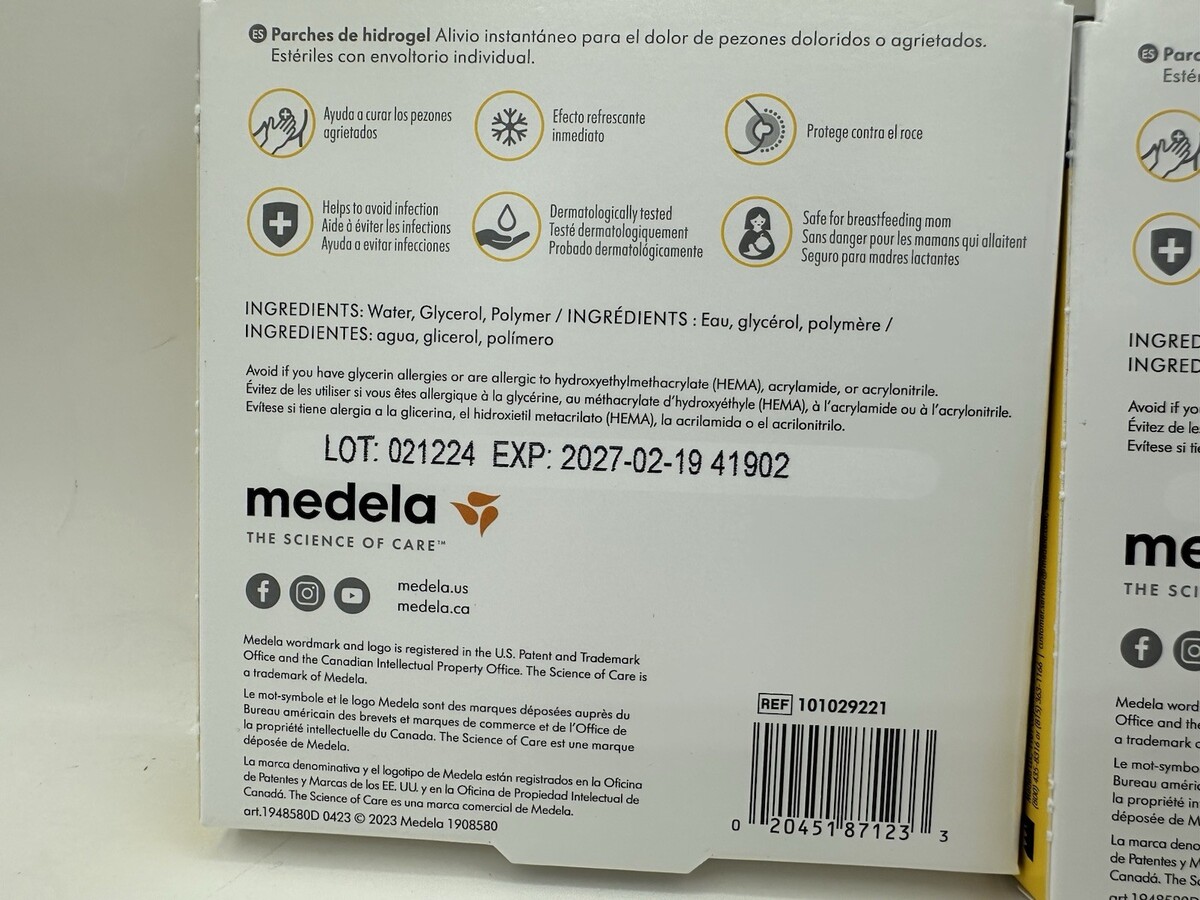 ES Parches de hidrogel Alivio instantáneo para el dolor de pezones doloridos o agrietados.
Estériles con envoltorio individual.
Ayuda a curar los pezones
agrietados
Efecto refrescante
inmediato
Protege contra el roce
Helps to avoid infection
Aide à éviter les infections
Ayuda a evitar infecciones
Dermatologically tested
Testé dermatologiquement
Probado dermatológicamente
Safe for breastfeeding mom
Sans danger pour les mamans qui allaitent
Seguro para madres lactantes
INGREDIENTS: Water, Glycerol, Polymer / INGRÉDIENTS : Eau, glycérol, polymère /
INGREDIENTES: agua, glicerol, polímero
Avoid if you have glycerin allergies or are allergic to hydroxyethylmethacrylate (HEMA), acrylamide, or acrylonitrile.
Évitez de les utiliser si vous êtes allergique à la glycérine, au méthacrylate d'hydroxyéthyle (HEMA), à l'acrylamide ou à l'acrylonitrile.
Evítese si tiene alergia a la glicerina, el hidroxietil metacrilato (HEMA), la acrilamida o el acrilonitrilo.
LOT: 021224 EXP: 2027-02-19 41902
medela
THE SCIENCE OF CARE™
medela.us
medela.ca
Medela wordmark and logo is registered in the U.S. Patent and Trademark
Office and the Canadian Intellectual Property Office. The Science of Care is
a trademark of Medela.
Le mot-symbole et le logo Medela sont des marques déposées auprès du
Bureau américain des brevets et marques de commerce et de l'Office de
la propriété intellectuelle du Canada. The Science of Care est une marque
déposée de Medela.
La marca denominativa y el logotipo de Medela están registrados en la Oficina
de Patentes y Marcas de los EE. UU. y en la Oficina de Propiedad Intelectual de
Canadá. The Science of Care es una marca comercial de Medela.
art.1948580D 0423 © 2023 Medela 1908580
REF 101029221
0 20451 87123 3
ES Parc
Estér
INGRED
INGRED
Avoid if yo
Évitez de le
Evítese si tie
me
THE SCI
Medela word
Office and the
a trademark
Le mot-symbo
Bureau améric
la propriété in
déposée de M
La marca deno
de Patentes y M
Canadá. The Sc